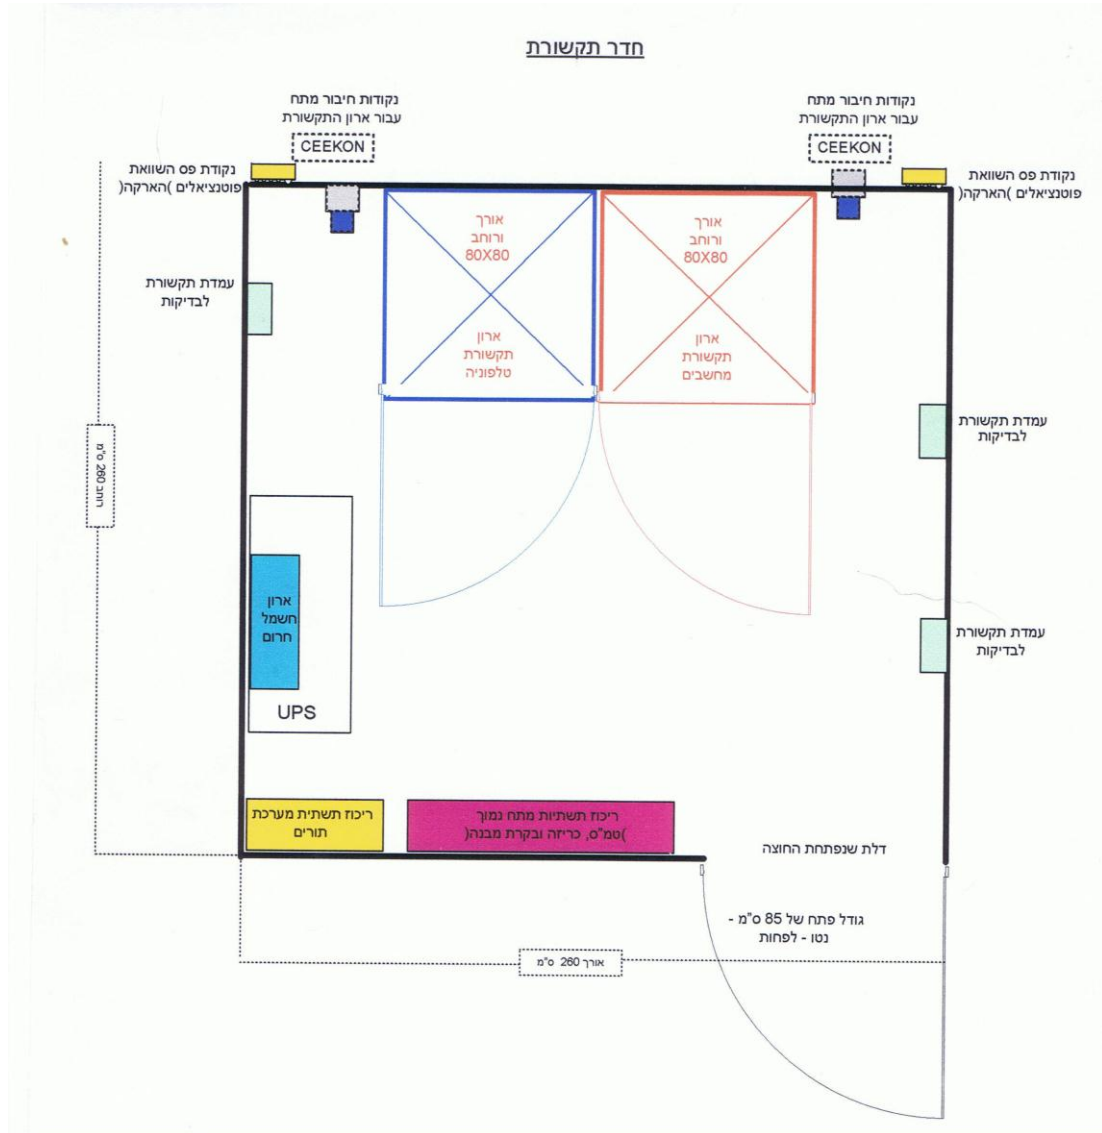 חדר תקשורת
נקודות חיבור מתח
עבור ארון התקשורת
CEEKON
נקודות חיבור מתח
עבור ארון התקשורת
CEEKON
נקודת פס השוואת
פוטנציאלים )הארקה(
נקודת פס השוואת
פוטנציאלים )הארקה(
אורך
ורוחב
80X80
ארון
תקשורת
מחשבים
אורך
ורוחב
80X80
ארון
תקשורת
טלפוניה
עמדת תקשורת
לבדיקות
עמדת תקשורת
לבדיקות
עמדת תקשורת
לבדיקות
רוחב 260 ס"מ
ארון
חשמל
חרום
UPS
ריכוז תשתיות מתח נמוך
)טמ"ס, כריזה ובקרת מבנה(
ריכוז תשתית מערכת
תורים
דלת שנפתחת החוצה
גודל פתח של 85 ס"מ -
נטו - לפחות
אורך 260 ס"מ